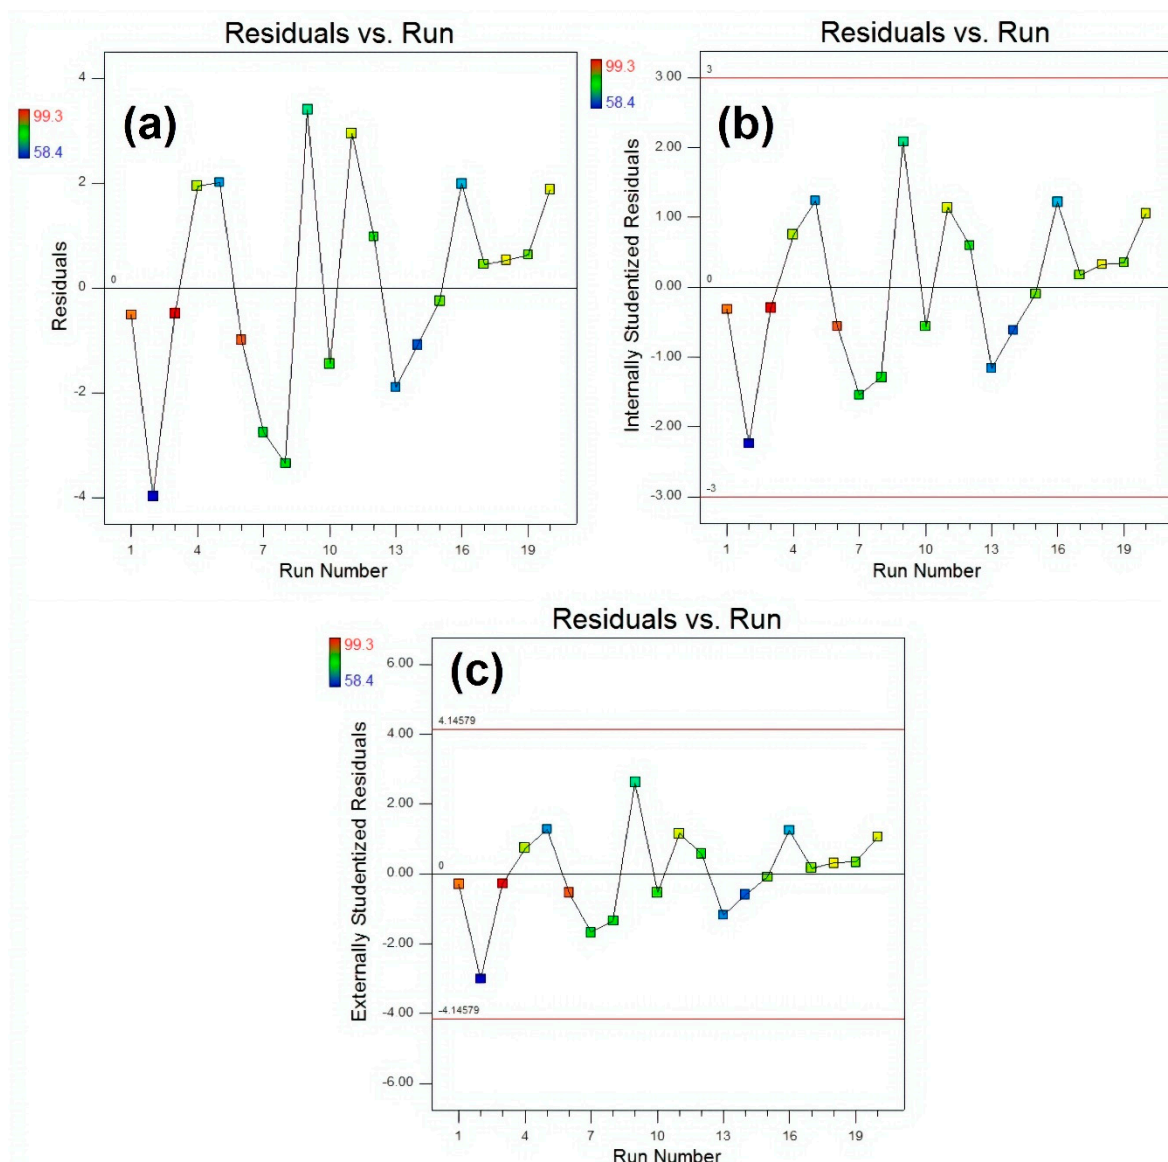 Residuals vs. Run
99.3
58.4
(a)
4
2
0
0
-2
-4
Residuals
1 4 7 10 13 16 19
Run Number
Residuals vs. Run
99.3
58.4
(b)
3.00
3
2.00
1.00
0.00
0
-1.00
-2.00
-3.00
-3
Internally Studentized Residuals
1 4 7 10 13 16 19
Run Number
Residuals vs. Run
99.3
58.4
(c)
6.00
4.14579
4.00
2.00
0.00
0
-2.00
-4.00
-4.14579
-6.00
Externally Studentized Residuals
1 4 7 10 13 16 19
Run Number